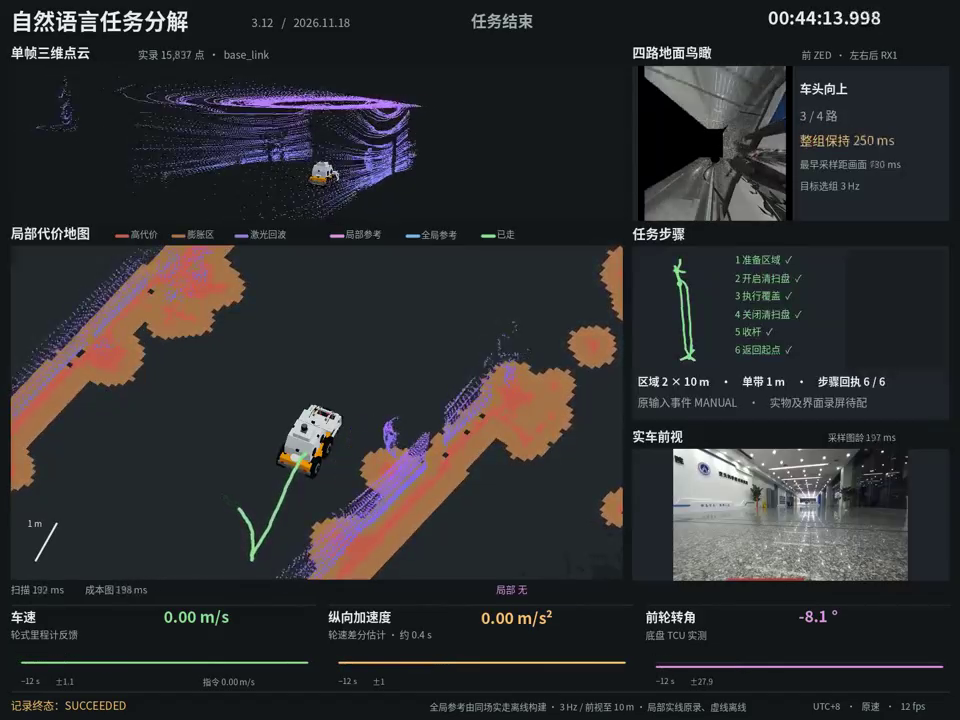 自然语言任务分解
3.12 / 2026.11.18
任务结束
00:44:13.998
单帧三维点云
实录 15,837 点 · base_link
四路地面鸟瞰
前 ZED · 左右后 RX1
车头向上
3 / 4 路
整组保持 250 ms
最早采样距画面 930 ms
目标选组 3 Hz
局部代价地图
高代价
膨胀区
激光回波
局部参考
全局参考
已走
任务步骤
1 准备区域 ✓
2 开启清扫盘 ✓
3 执行覆盖 ✓
4 关闭清扫盘 ✓
5 收杆 ✓
6 返回起点 ✓
区域 2 × 10 m · 单带 1 m · 步骤回执 6 / 6
原输入事件 MANUAL · 实物及界面录屏待配
实车前视
采样图龄 197 ms
1 m
扫描 192 ms
成本图 198 ms
局部 无
车速
0.00 m/s
轮式里程计反馈
−12 s
±1.1
指令 0.00 m/s
纵向加速度
0.00 m/s²
轮速差分估计 · 约 0.4 s
−12 s
±1
前轮转角
-8.1 °
底盘 TCU 实测
−12 s
±27.9
记录终态：SUCCEEDED
全局参考由同场实走离线构建 · 3 Hz / 前视至 10 m · 局部实线原录、虚线离线
UTC+8 · 原速 · 12 fps